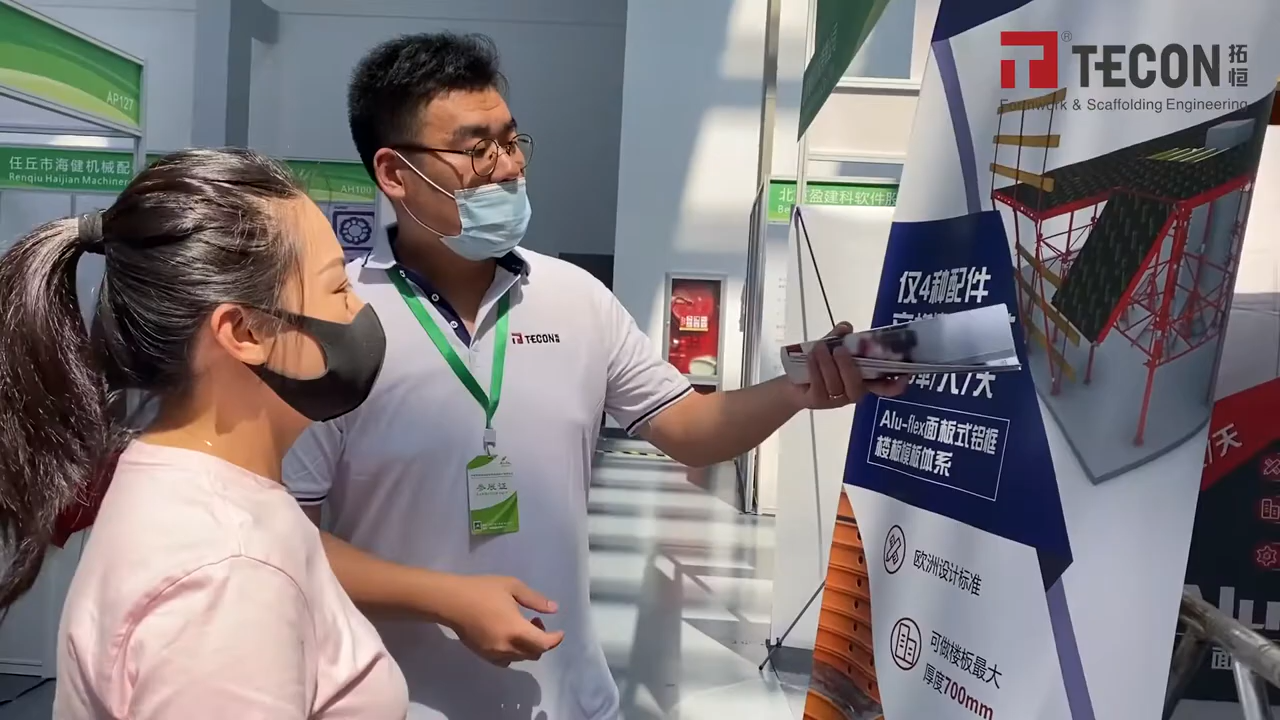 AP127
任丘市海健机械配
Renqiu Haijian Machiner
AH100
TECON
参展证
TECON 拓恒
Formwork & Scaffolding Engineering
仅4种配件
Alu-flex面板式铝框
楼板模板体系
欧洲设计标准
可做楼板最大
厚度700mm
天